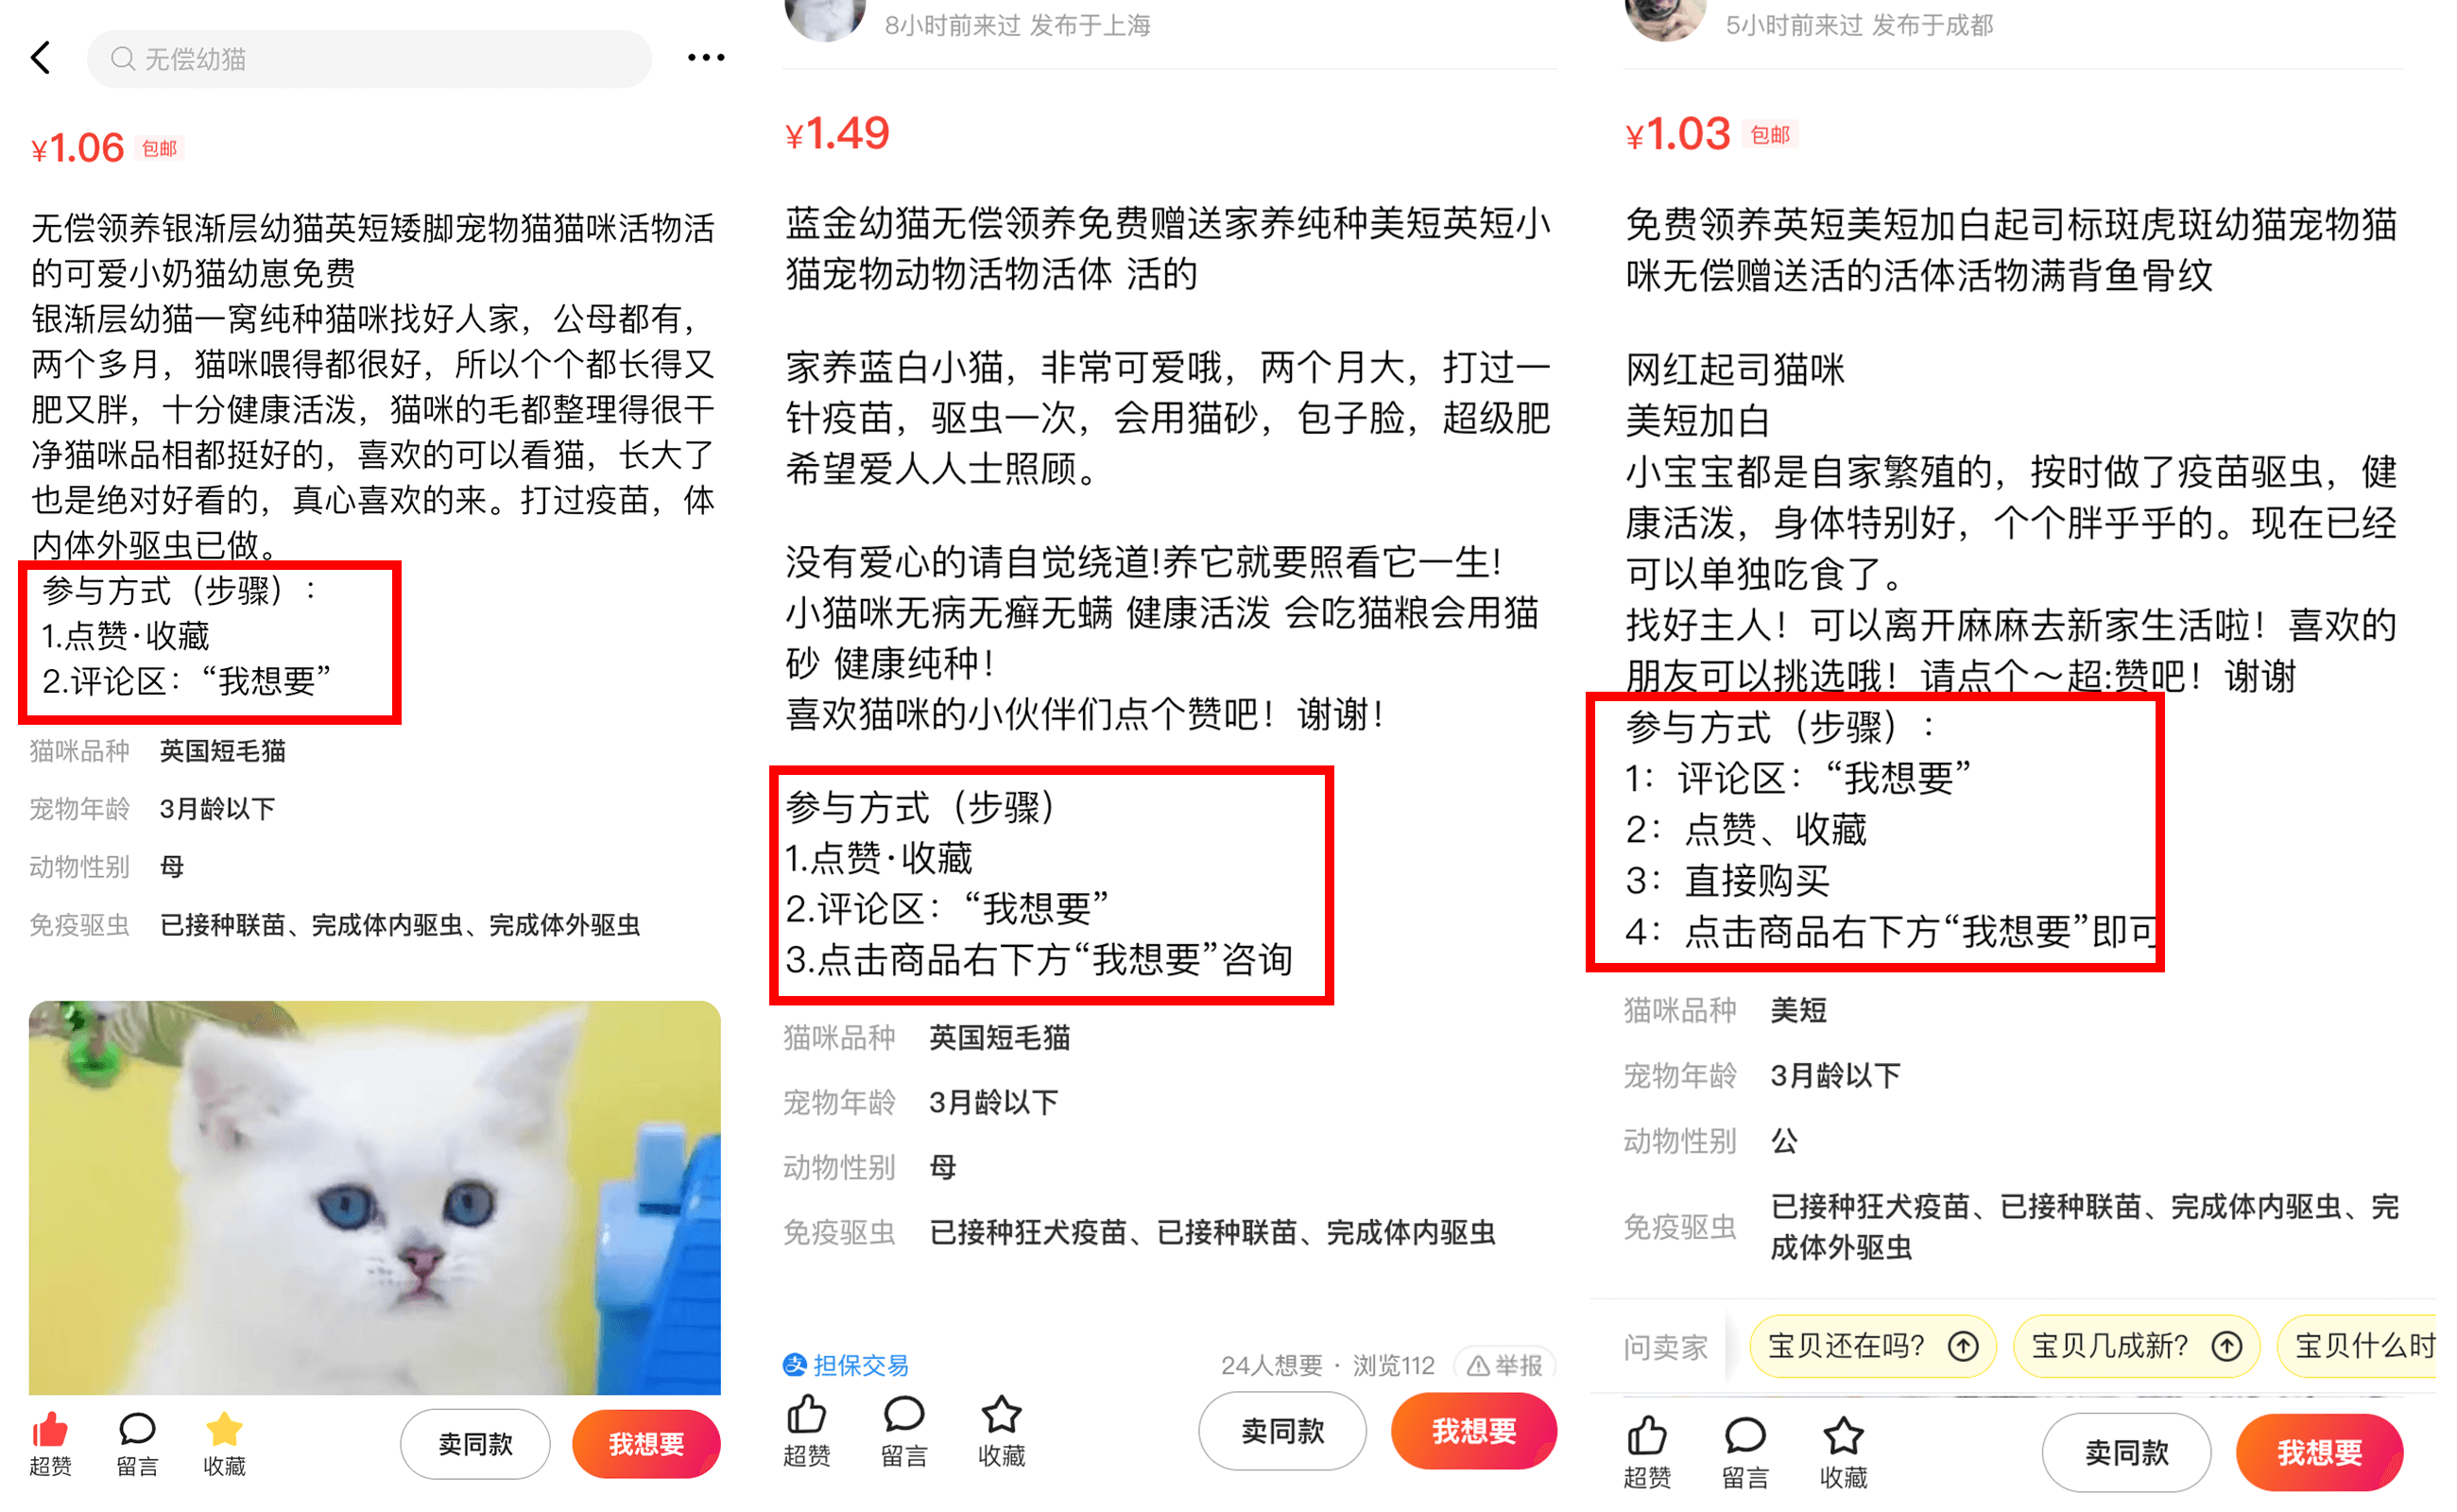 无偿幼猫
¥1.06 包邮
无偿领养银渐层幼猫英短矮脚宠物猫猫咪活物活
的可爱小奶猫幼崽免费
银渐层幼猫一窝纯种猫咪找好人家，公母都有，
两个多月，猫咪喂得都很好，所以个个都长得又
肥又胖，十分健康活泼，猫咪的毛都整理得很干
净猫咪品相都挺好的，喜欢的可以看猫，长大了
也是绝对好看的，真心喜欢的来。打过疫苗，体
内体外驱虫已做。
参与方式（步骤）：
1.点赞·收藏
2.评论区：“我想要”
猫咪品种 英国短毛猫
宠物年龄 3月龄以下
动物性别 母
免疫驱虫 已接种联苗、完成体内驱虫、完成体外驱虫
超赞 留言 收藏 卖同款 我想要
8小时前来过 发布于上海
¥1.49
蓝金幼猫无偿领养免费赠送家养纯种美短英短小
猫宠物动物活物活体 活的
家养蓝白小猫，非常可爱哦，两个月大，打过一
针疫苗，驱虫一次，会用猫砂，包子脸，超级肥
希望爱人人士照顾。
没有爱心的请自觉绕道!养它就要照看它一生!
小猫咪无病无癣无螨 健康活泼 会吃猫粮会用猫
砂 健康纯种！
喜欢猫咪的小伙伴们点个赞吧！谢谢！
参与方式（步骤）
1.点赞·收藏
2.评论区：“我想要”
3.点击商品右下方“我想要”咨询
猫咪品种 英国短毛猫
宠物年龄 3月龄以下
动物性别 母
免疫驱虫 已接种狂犬疫苗、已接种联苗、完成体内驱虫
支 担保交易 24人想要 · 浏览112 举报
超赞 留言 收藏 卖同款 我想要
5小时前来过 发布于成都
¥1.03 包邮
免费领养英短美短加白起司标斑虎斑幼猫宠物猫
咪无偿赠送活的活体活物满背鱼骨纹
网红起司猫咪
美短加白
小宝宝都是自家繁殖的，按时做了疫苗驱虫，健
康活泼，身体特别好，个个胖乎乎的。现在已经
可以单独吃食了。
找好主人！可以离开麻麻去新家生活啦！喜欢的
朋友可以挑选哦！请点个～超:赞吧！谢谢
参与方式（步骤）：
1：评论区：“我想要”
2：点赞、收藏
3：直接购买
4：点击商品右下方“我想要”即可
猫咪品种 美短
宠物年龄 3月龄以下
动物性别 公
免疫驱虫 已接种狂犬疫苗、已接种联苗、完成体内驱虫、完
成体外驱虫
问卖家 宝贝还在吗? 宝贝几成新? 宝贝什么时
超赞 留言 收藏 卖同款 我想要